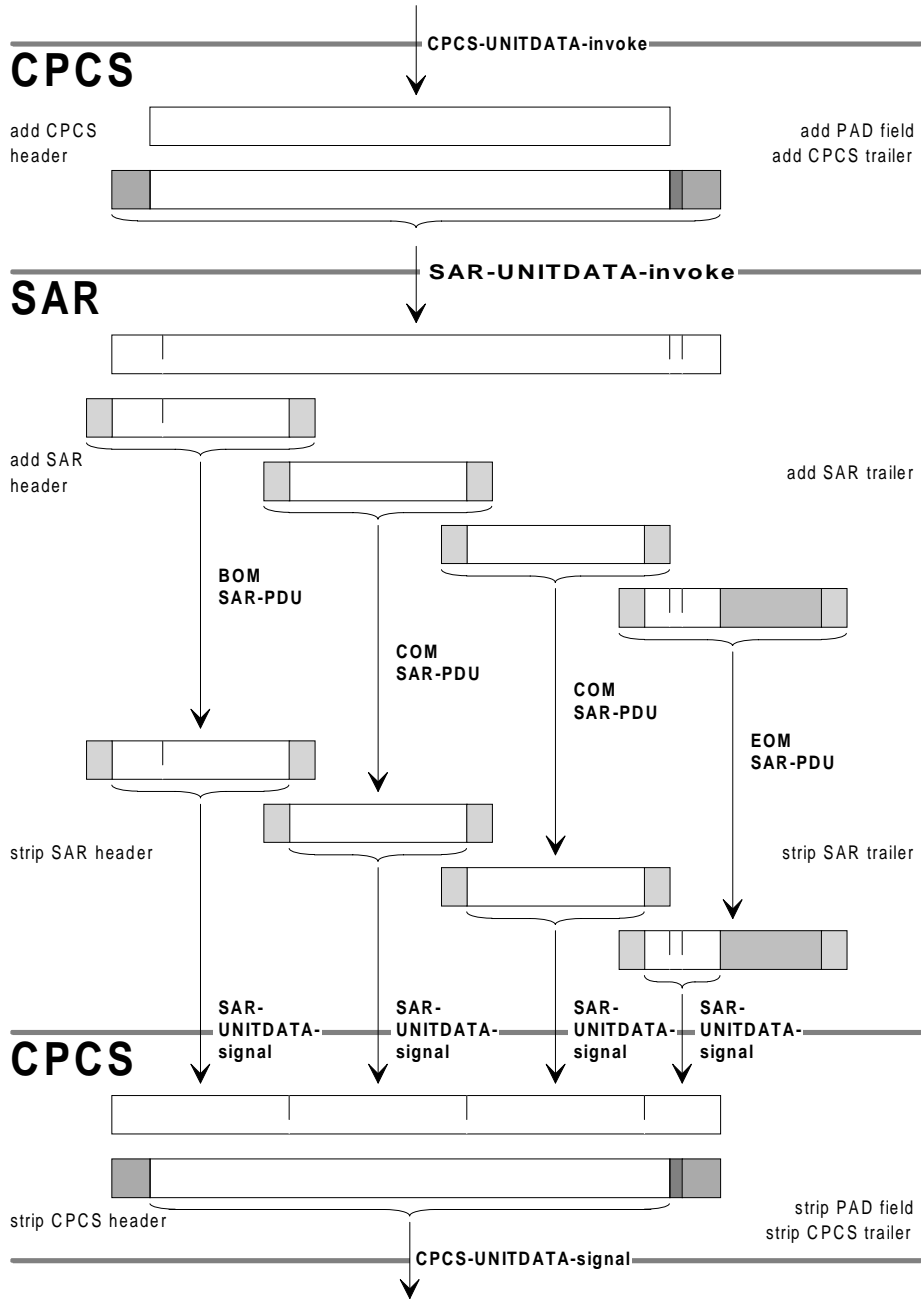 CPCS-UNITDATA-invoke
CPCS
add CPCS
header
add PAD field
add CPCS trailer
SAR-UNITDATA-invoke
SAR
add SAR
header
add SAR trailer
BOM
SAR-PDU
COM
SAR-PDU
COM
SAR-PDU
EOM
SAR-PDU
strip SAR header
strip SAR trailer
SAR-
UNITDATA-
signal
SAR-
UNITDATA-
signal
SAR-
UNITDATA-
signal
SAR-
UNITDATA-
signal
CPCS
strip CPCS header
strip PAD field
strip CPCS trailer
CPCS-UNITDATA-signal